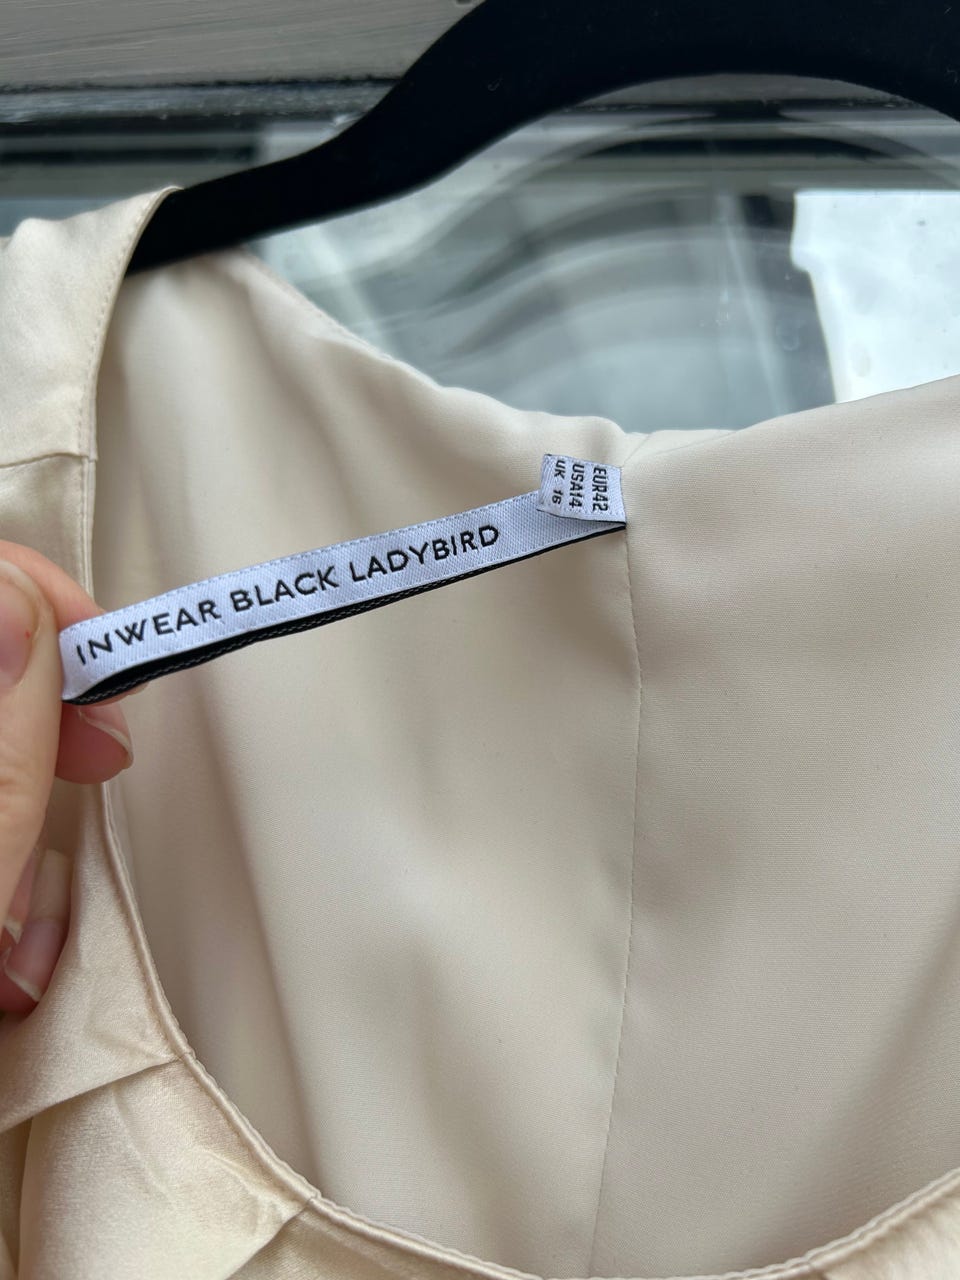 INWEAR BLACK LADYBIRD
EUR42
USA14
UK 16